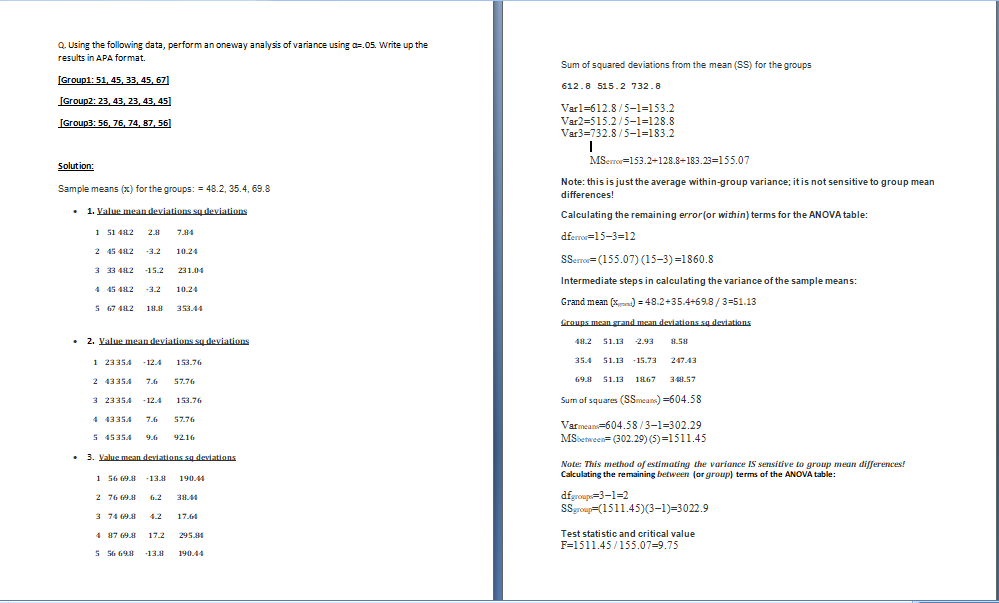 Q. Using the following data, perform an oneway analysis of variance using α=.05. Write up the
results in APA format.
[Group1: 51, 45, 33, 45, 67]
[Group2: 23, 43, 23, 43, 45]
[Group3: 56, 76, 74, 87, 56]
Solution:
Sample means (x) for the groups: = 48.2, 35.4, 69.8
• 1. Value mean deviations sq deviations
1 51 48.2 2.8 7.84
2 45 48.2 -3.2 10.24
3 33 48.2 -15.2 231.04
4 45 48.2 -3.2 10.24
5 67 48.2 18.8 353.44
• 2. Value mean deviations sq deviations
1 23 35.4 -12.4 153.76
2 43 35.4 7.6 57.76
3 23 35.4 -12.4 153.76
4 43 35.4 7.6 57.76
5 45 35.4 9.6 92.16
• 3. Value mean deviations sq deviations
1 56 69.8 -13.8 190.44
2 76 69.8 6.2 38.44
3 74 69.8 4.2 17.64
4 87 69.8 17.2 295.84
5 56 69.8 -13.8 190.44
Sum of squared deviations from the mean (SS) for the groups
612.8 515.2 732.8
Var1=612.8/5−1=153.2
Var2=515.2/5−1=128.8
Var3=732.8/5−1=183.2
MSerror=153.2+128.8+183.23=155.07
Note: this is just the average within-group variance; it is not sensitive to group mean
differences!
Calculating the remaining error (or within) terms for the ANOVA table:
dferror=15−3=12
SSerror=(155.07)(15−3)=1860.8
Intermediate steps in calculating the variance of the sample means:
Grand mean (xgrand) = 48.2+35.4+69.8 / 3=51.13
Groups mean grand mean deviations sq deviations
48.2 51.13 -2.93 8.58
35.4 51.13 -15.73 247.43
69.8 51.13 18.67 348.57
Sum of squares (SSmeans)=604.58
Varmeans=604.58/3−1=302.29
MSbetween=(302.29)(5)=1511.45
Note: This method of estimating the variance IS sensitive to group mean differences!
Calculating the remaining between (or group) terms of the ANOVA table:
dfgroups=3−1=2
SSgroup=(1511.45)(3−1)=3022.9
Test statistic and critical value
F=1511.45/155.07=9.75